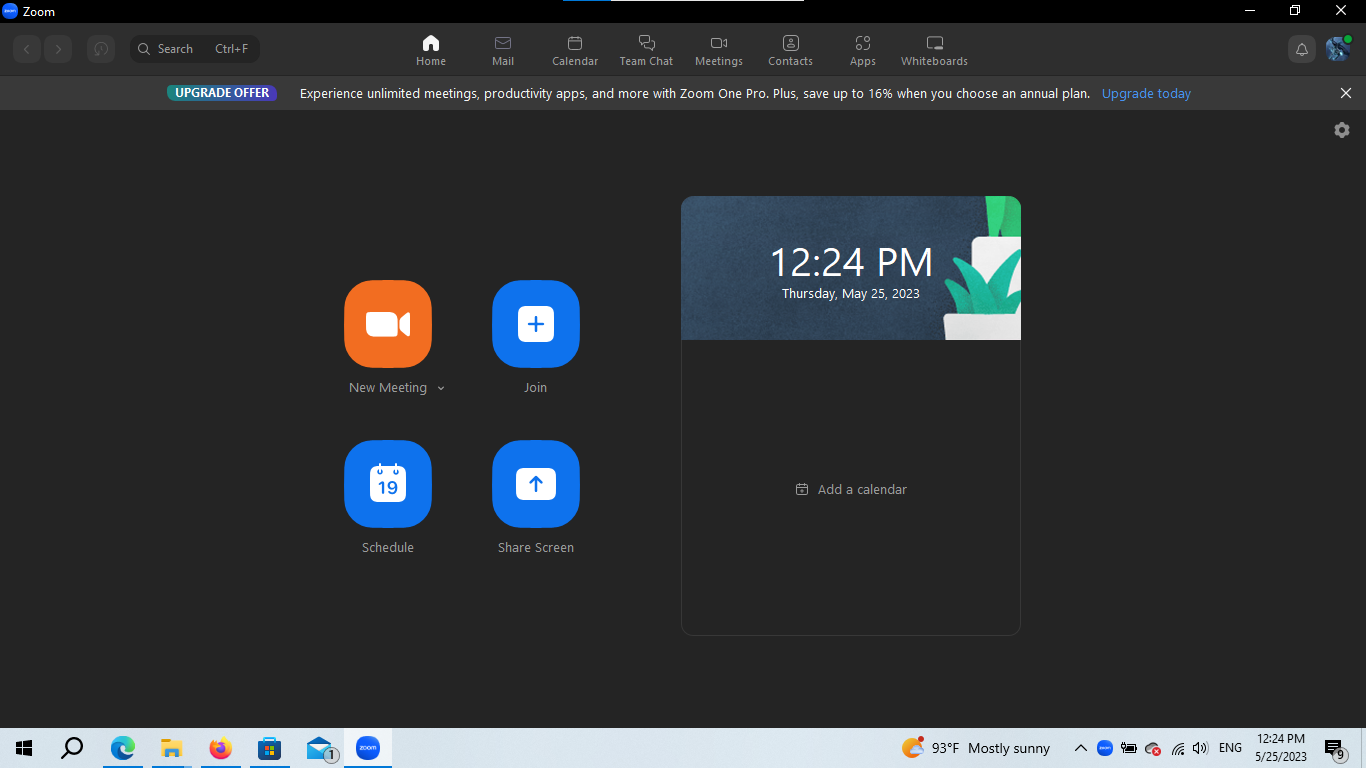 Zoom
Search Ctrl+F
Home
Mail
Calendar
Team Chat
Meetings
Contacts
Apps
Whiteboards
UPGRADE OFFER Experience unlimited meetings, productivity apps, and more with Zoom One Pro. Plus, save up to 16% when you choose an annual plan. Upgrade today
12:24 PM
Thursday, May 25, 2023
New Meeting
Join
19
Schedule
Share Screen
Add a calendar
1
zoom
93°F Mostly sunny
zoom
ENG
12:24 PM
5/25/2023
9